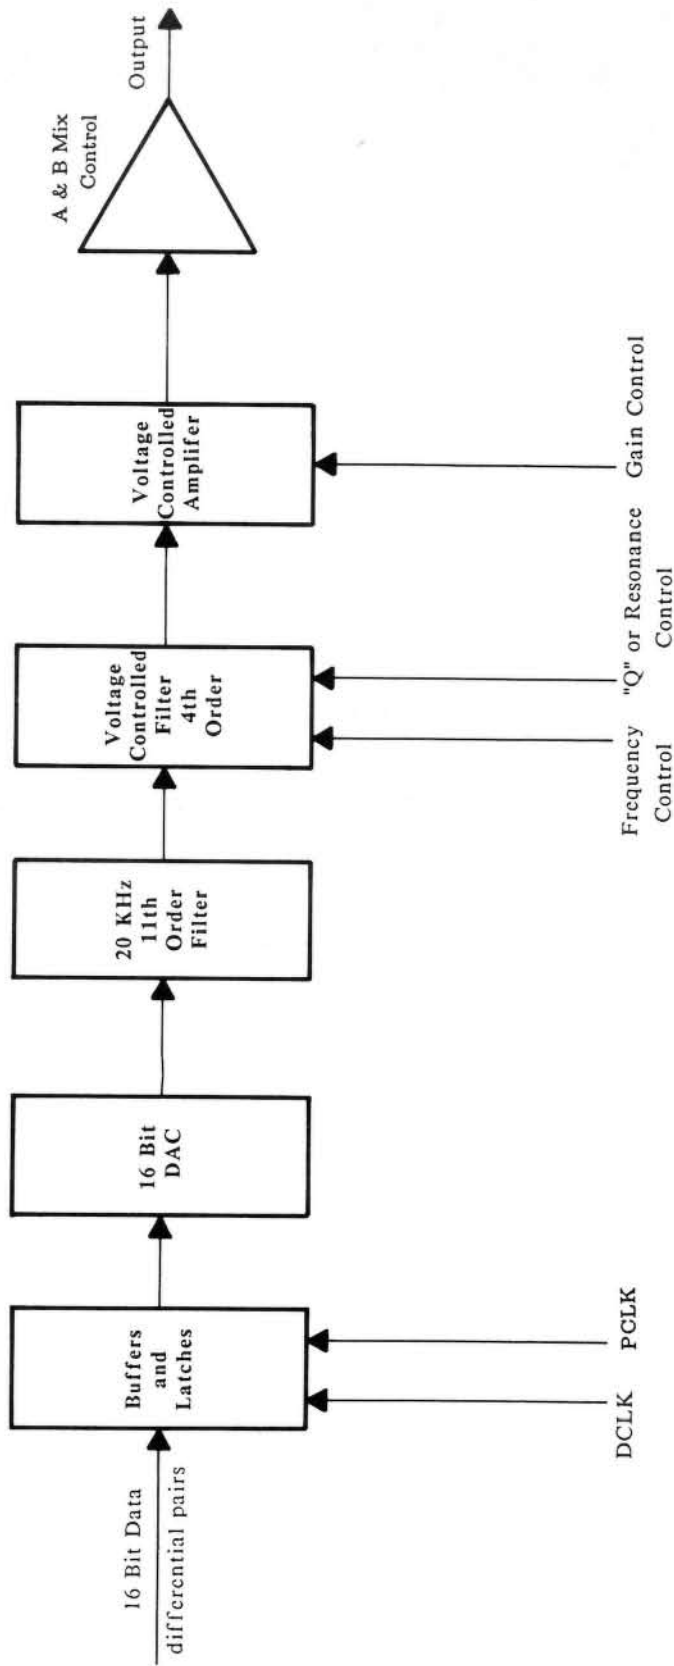 16 Bit Data
differential pairs
Buffers
and
Latches
DCLK
PCLK
16 Bit
DAC
20 KHz
11th
Order
Filter
Voltage
Controlled
Filter
4th
Order
Frequency
Control
"Q" or Resonance
Control
Voltage
Controlled
Amplifer
Gain Control
A & B Mix
Control
Output